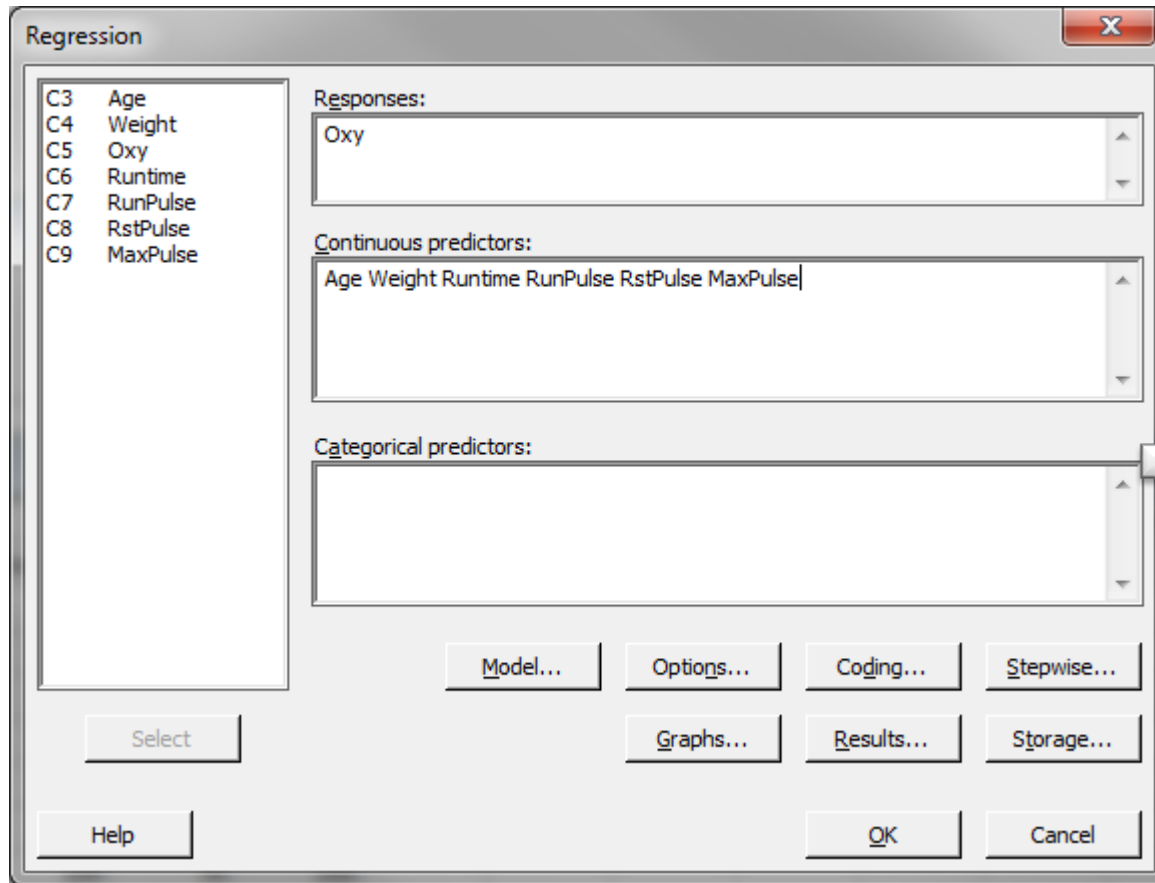 Regression
C3 Age
C4 Weight
C5 Oxy
C6 Runtime
C7 RunPulse
C8 RstPulse
C9 MaxPulse
Responses:
Oxy
Continuous predictors:
Age Weight Runtime RunPulse RstPulse MaxPulse
Categorical predictors:
Model... Options... Coding... Stepwise...
Select Graphs... Results... Storage...
Help OK Cancel